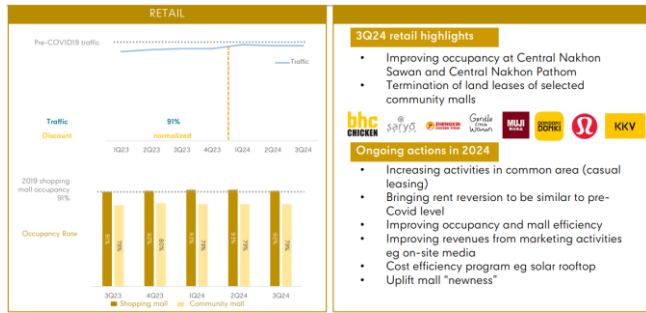 RETAIL
Pre-COVID19 traffic
Traffic
Traffic 91%
Discount normalized
1Q23 2Q23 3Q23 4Q23 1Q24 2Q24 3Q24
2019 shopping
mall occupancy
91%
Occupancy Rate
80%
3Q23 4Q23 1Q24 2Q24 3Q24
Shopping mall Community mall
3Q24 retail highlights
• Improving occupancy at Central Nakhon
Sawan and Central Nakhon Pathom
• Termination of land leases of selected
community malls
bhc
CHICKEN
saryo
ZHENGXIN
Gentle
Woman
MUJI
DONKI
KKV
Ongoing actions in 2024
• Increasing activities in common area (casual
leasing)
• Bringing rent reversion to be similar to pre-
Covid level
• Improving occupancy and mall efficiency
• Improving revenues from marketing activities
eg on-site media
• Cost efficiency program eg solar rooftop
• Uplift mall “newness”